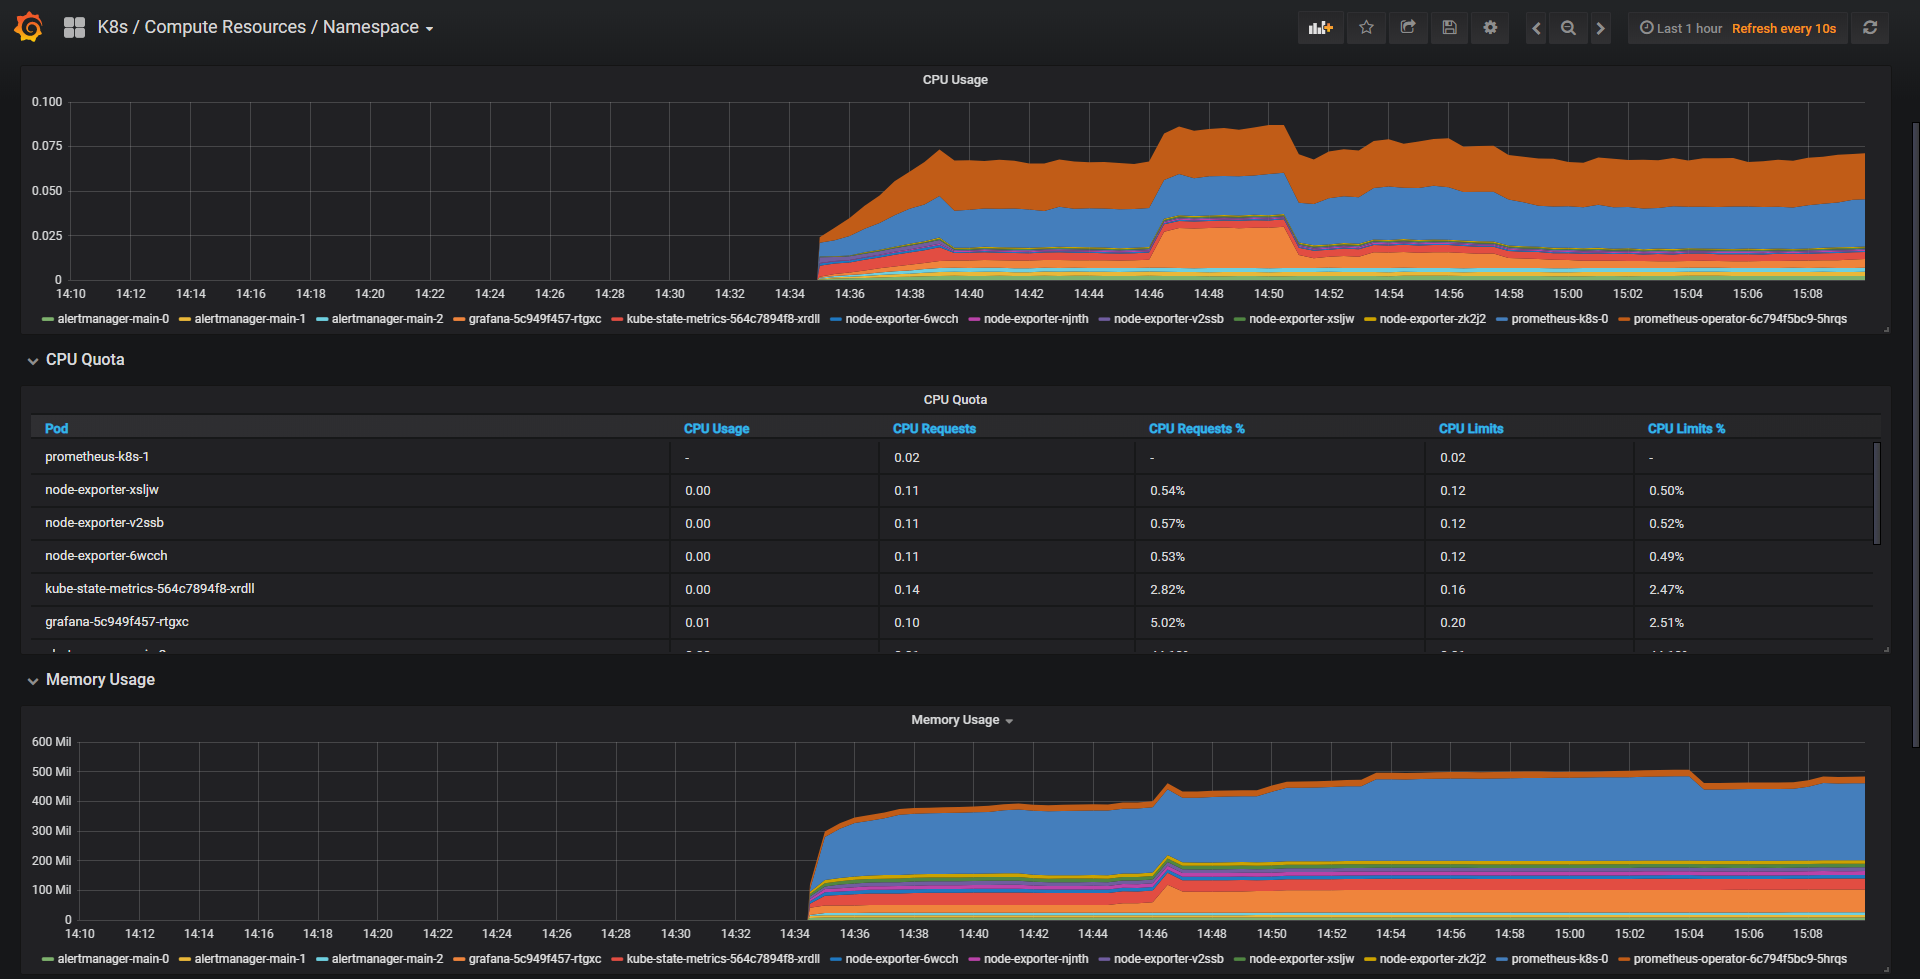 K8s / Compute Resources / Namespace
Last 1 hour Refresh every 10s
CPU Usage
0.100
0.075
0.050
0.025
0
14:10 14:12 14:14 14:16 14:18 14:20 14:22 14:24 14:26 14:28 14:30 14:32 14:34 14:36 14:38 14:40 14:42 14:44 14:46 14:48 14:50 14:52 14:54 14:56 14:58 15:00 15:02 15:04 15:06 15:08
alertmanager-main-0 alertmanager-main-1 alertmanager-main-2 grafana-5c949f457-rtgxc kube-state-metrics-564c7894f8-xrdll node-exporter-6wcch node-exporter-njnth node-exporter-v2ssb node-exporter-xsljw node-exporter-zk2j2 prometheus-k8s-0 prometheus-operator-6c794f5bc9-5hrqs
CPU Quota
CPU Quota
Pod CPU Usage CPU Requests CPU Requests % CPU Limits CPU Limits %
prometheus-k8s-1 - 0.02 - 0.02 -
node-exporter-xsljw 0.00 0.11 0.54% 0.12 0.50%
node-exporter-v2ssb 0.00 0.11 0.57% 0.12 0.52%
node-exporter-6wcch 0.00 0.11 0.53% 0.12 0.49%
kube-state-metrics-564c7894f8-xrdll 0.00 0.14 2.82% 0.16 2.47%
grafana-5c949f457-rtgxc 0.01 0.10 5.02% 0.20 2.51%
Memory Usage
Memory Usage
600 Mil
500 Mil
400 Mil
300 Mil
200 Mil
100 Mil
0
14:10 14:12 14:14 14:16 14:18 14:20 14:22 14:24 14:26 14:28 14:30 14:32 14:34 14:36 14:38 14:40 14:42 14:44 14:46 14:48 14:50 14:52 14:54 14:56 14:58 15:00 15:02 15:04 15:06 15:08
alertmanager-main-0 alertmanager-main-1 alertmanager-main-2 grafana-5c949f457-rtgxc kube-state-metrics-564c7894f8-xrdll node-exporter-6wcch node-exporter-njnth node-exporter-v2ssb node-exporter-xsljw node-exporter-zk2j2 prometheus-k8s-0 prometheus-operator-6c794f5bc9-5hrqs